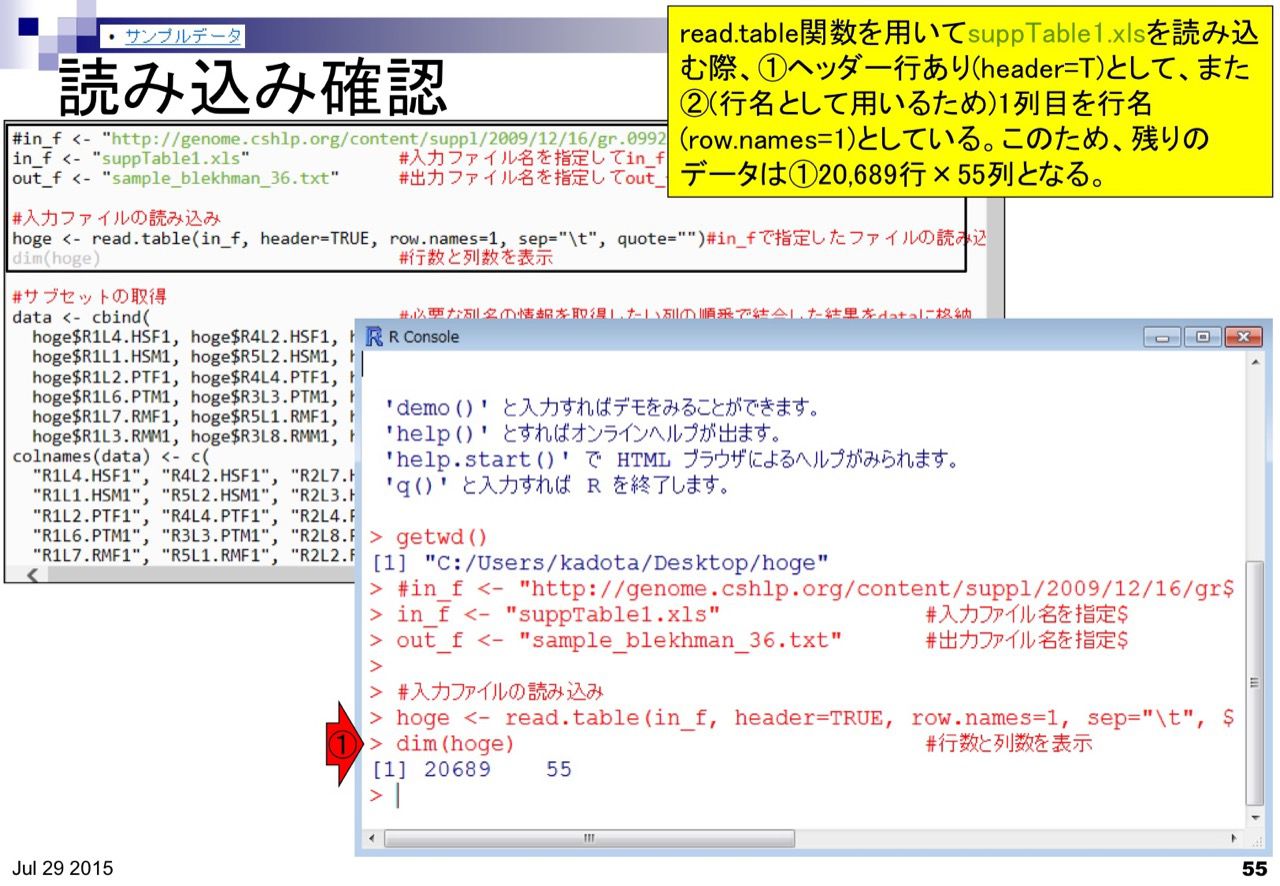 ・サンプルデータ
読み込み確認
read.table関数を用いてsuppTable1.xlsを読み込
む際、①ヘッダー行あり(header=T)として、また
②(行名として用いるため)1列目を行名
(row.names=1)としている。このため、残りの
データは①20,689行×55列となる。
#in_f <- "http://genome.cshlp.org/content/suppl/2009/12/16/gr.0992
in_f <- "suppTable1.xls" #入力ファイル名を指定してin_f
out_f <- "sample_blekhman_36.txt" #出力ファイル名を指定してout_
#入力ファイルの読み込み
hoge <- read.table(in_f, header=TRUE, row.names=1, sep="\t", quote="")#in_fで指定したファイルの読み込
dim(hoge) #行数と列数を表示
#サブセットの取得
data <- cbind( #必要な列名の情報を取得したい列の順番で結合した結果をdataに格納
hoge$R1L4.HSF1, hoge$R4L2.HSF1,
hoge$R1L1.HSM1, hoge$R5L2.HSM1,
hoge$R1L2.PTF1, hoge$R4L4.PTF1,
hoge$R1L6.PTM1, hoge$R3L3.PTM1,
hoge$R1L7.RMF1, hoge$R5L1.RMF1,
hoge$R1L3.RMM1, hoge$R3L8.RMM1,
colnames(data) <- c(
"R1L4.HSF1", "R4L2.HSF1", "R2L7.
"R1L1.HSM1", "R5L2.HSM1", "R2L3.
"R1L2.PTF1", "R4L4.PTF1", "R2L4.
"R1L6.PTM1", "R3L3.PTM1", "R2L8.
"R1L7.RMF1", "R5L1.RMF1", "R2L2.
R Console
'demo()' と入力すればデモをみることができます。
'help()' とすればオンラインヘルプが出ます。
'help.start()' で HTML ブラウザによるヘルプがみられます。
'q()' と入力すれば R を終了します。
> getwd()
[1] "C:/Users/kadota/Desktop/hoge"
> #in_f <- "http://genome.cshlp.org/content/suppl/2009/12/16/gr$
> in_f <- "suppTable1.xls" #入力ファイル名を指定$
> out_f <- "sample_blekhman_36.txt" #出力ファイル名を指定$
>
> #入力ファイルの読み込み
> hoge <- read.table(in_f, header=TRUE, row.names=1, sep="\t", $
① > dim(hoge) #行数と列数を表示
[1] 20689 55
>
Jul 29 2015
55